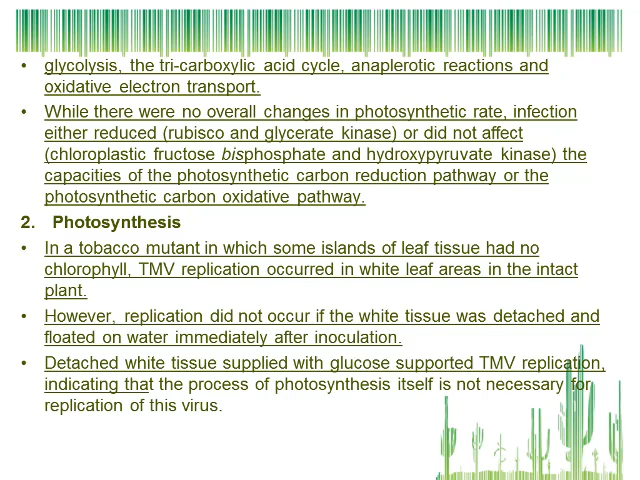 • glycolysis, the tri-carboxylic acid cycle, anaplerotic reactions and
oxidative electron transport.
• While there were no overall changes in photosynthetic rate, infection
either reduced (rubisco and glycerate kinase) or did not affect
(chloroplastic fructose bisphosphate and hydroxypyruvate kinase) the
capacities of the photosynthetic carbon reduction pathway or the
photosynthetic carbon oxidative pathway.
2. Photosynthesis
• In a tobacco mutant in which some islands of leaf tissue had no
chlorophyll, TMV replication occurred in white leaf areas in the intact
plant.
• However, replication did not occur if the white tissue was detached and
floated on water immediately after inoculation.
• Detached white tissue supplied with glucose supported TMV replication,
indicating that the process of photosynthesis itself is not necessary for
replication of this virus.